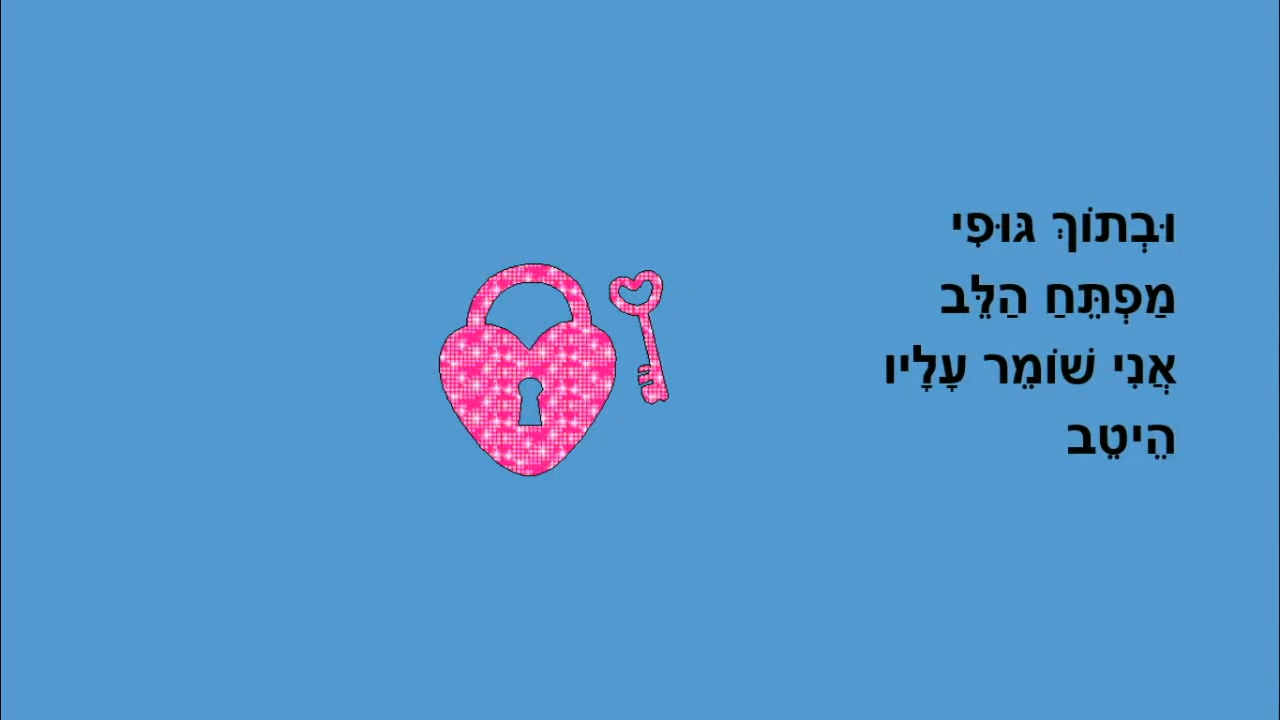 וּבְתוֹךְ גּוּפִי
מַפְתֵּחַ הַלֵּב
אֲנִי שׁוֹמֵר עָלָיו
הֵיטֵב